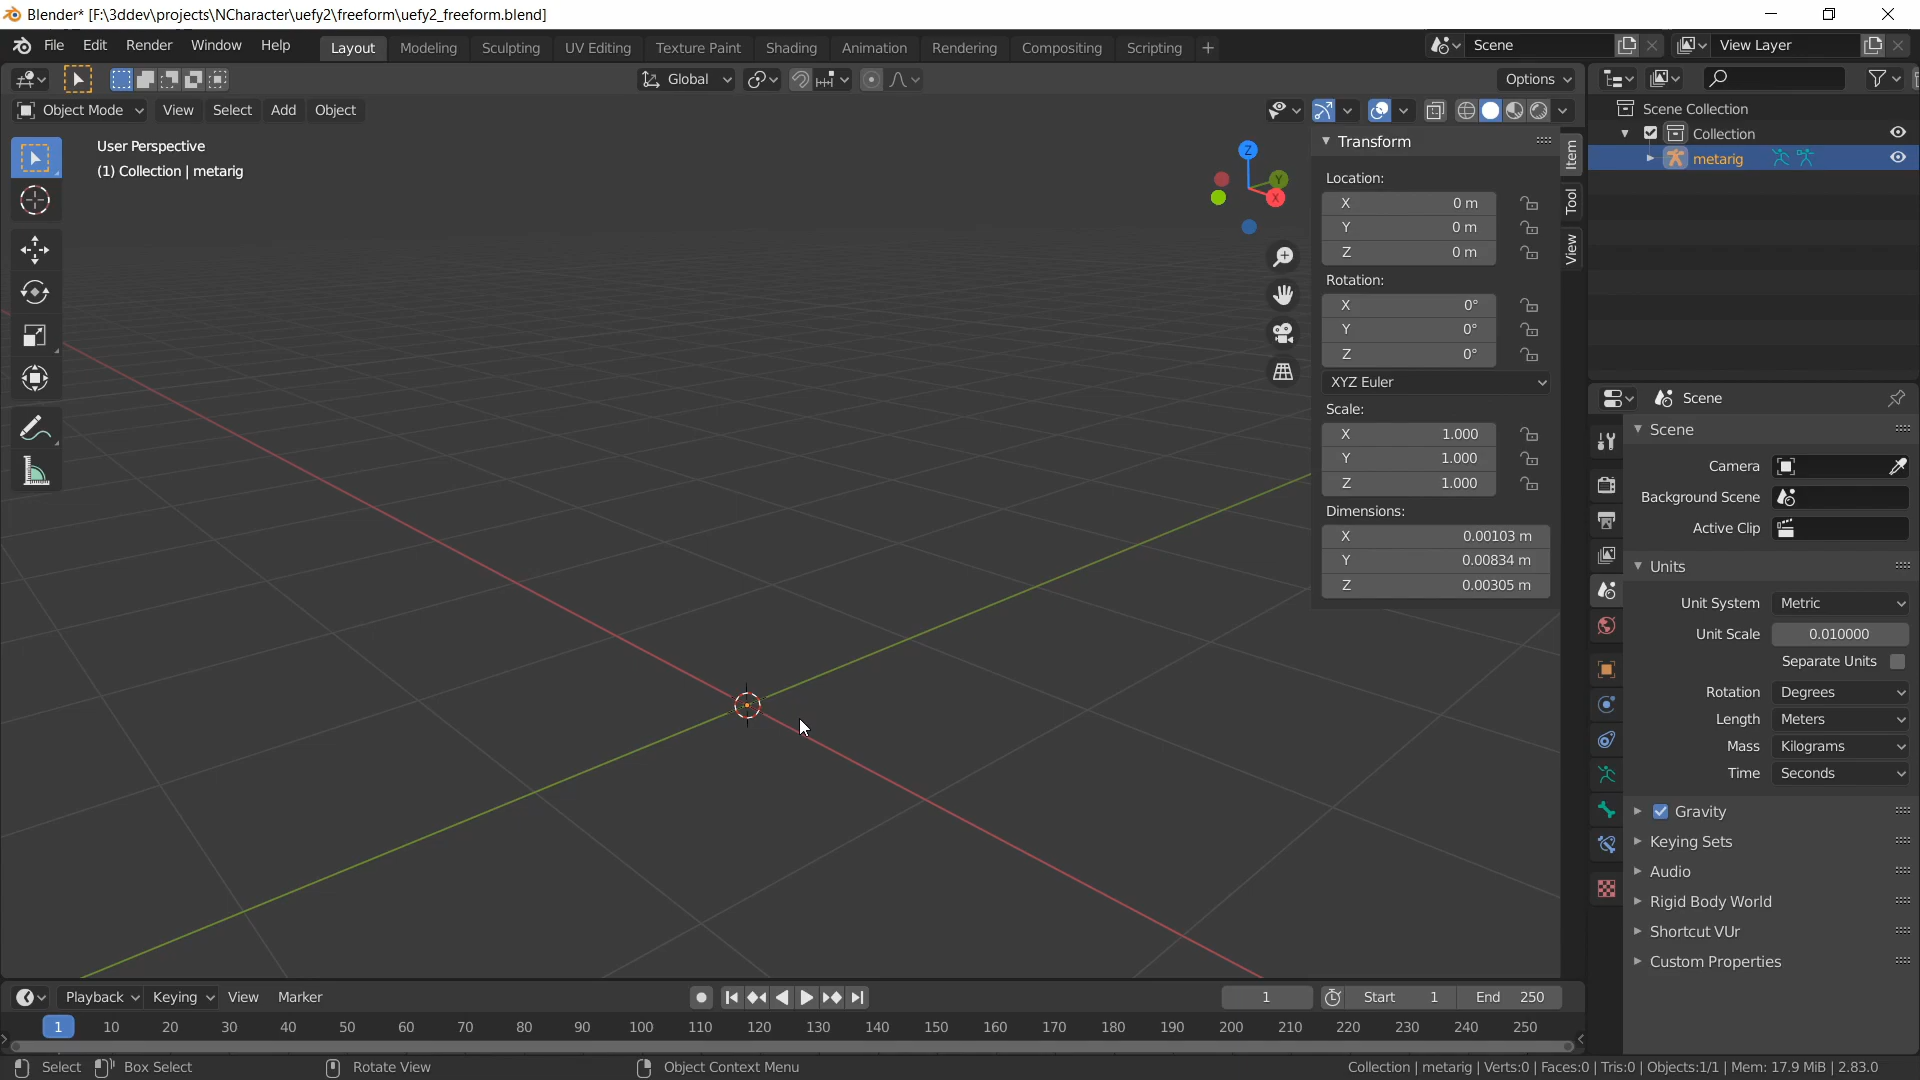 Blender* [F:\3ddev\projects\NCharacter\uefy2\freeform\uefy2_freeform.blend]
File Edit Render Window Help Layout Modeling Sculpting UV Editing Texture Paint Shading Animation Rendering Compositing Scripting + Scene View Layer
Global Options
Object Mode View Select Add Object
User Perspective
(1) Collection | metarig
Z
Y
X
Transform
Location:
X 0 m
Y 0 m
Z 0 m
Rotation:
X 0°
Y 0°
Z 0°
XYZ Euler
Scale:
X 1.000
Y 1.000
Z 1.000
Dimensions:
X 0.00103 m
Y 0.00834 m
Z 0.00305 m
Item
Tool
View
Scene Collection
Collection
metarig
Scene
Scene
Camera
Background Scene
Active Clip
Units
Unit System Metric
Unit Scale 0.010000
Separate Units
Rotation Degrees
Length Meters
Mass Kilograms
Time Seconds
Gravity
Keying Sets
Audio
Rigid Body World
Shortcut VUr
Custom Properties
Playback Keying View Marker 1 Start 1 End 250
1 10 20 30 40 50 60 70 80 90 100 110 120 130 140 150 160 170 180 190 200 210 220 230 240 250
Select Box Select Rotate View Object Context Menu Collection | metarig | Verts:0 | Faces:0 | Tris:0 | Objects:1/1 | Mem: 17.9 MiB | 2.83.0